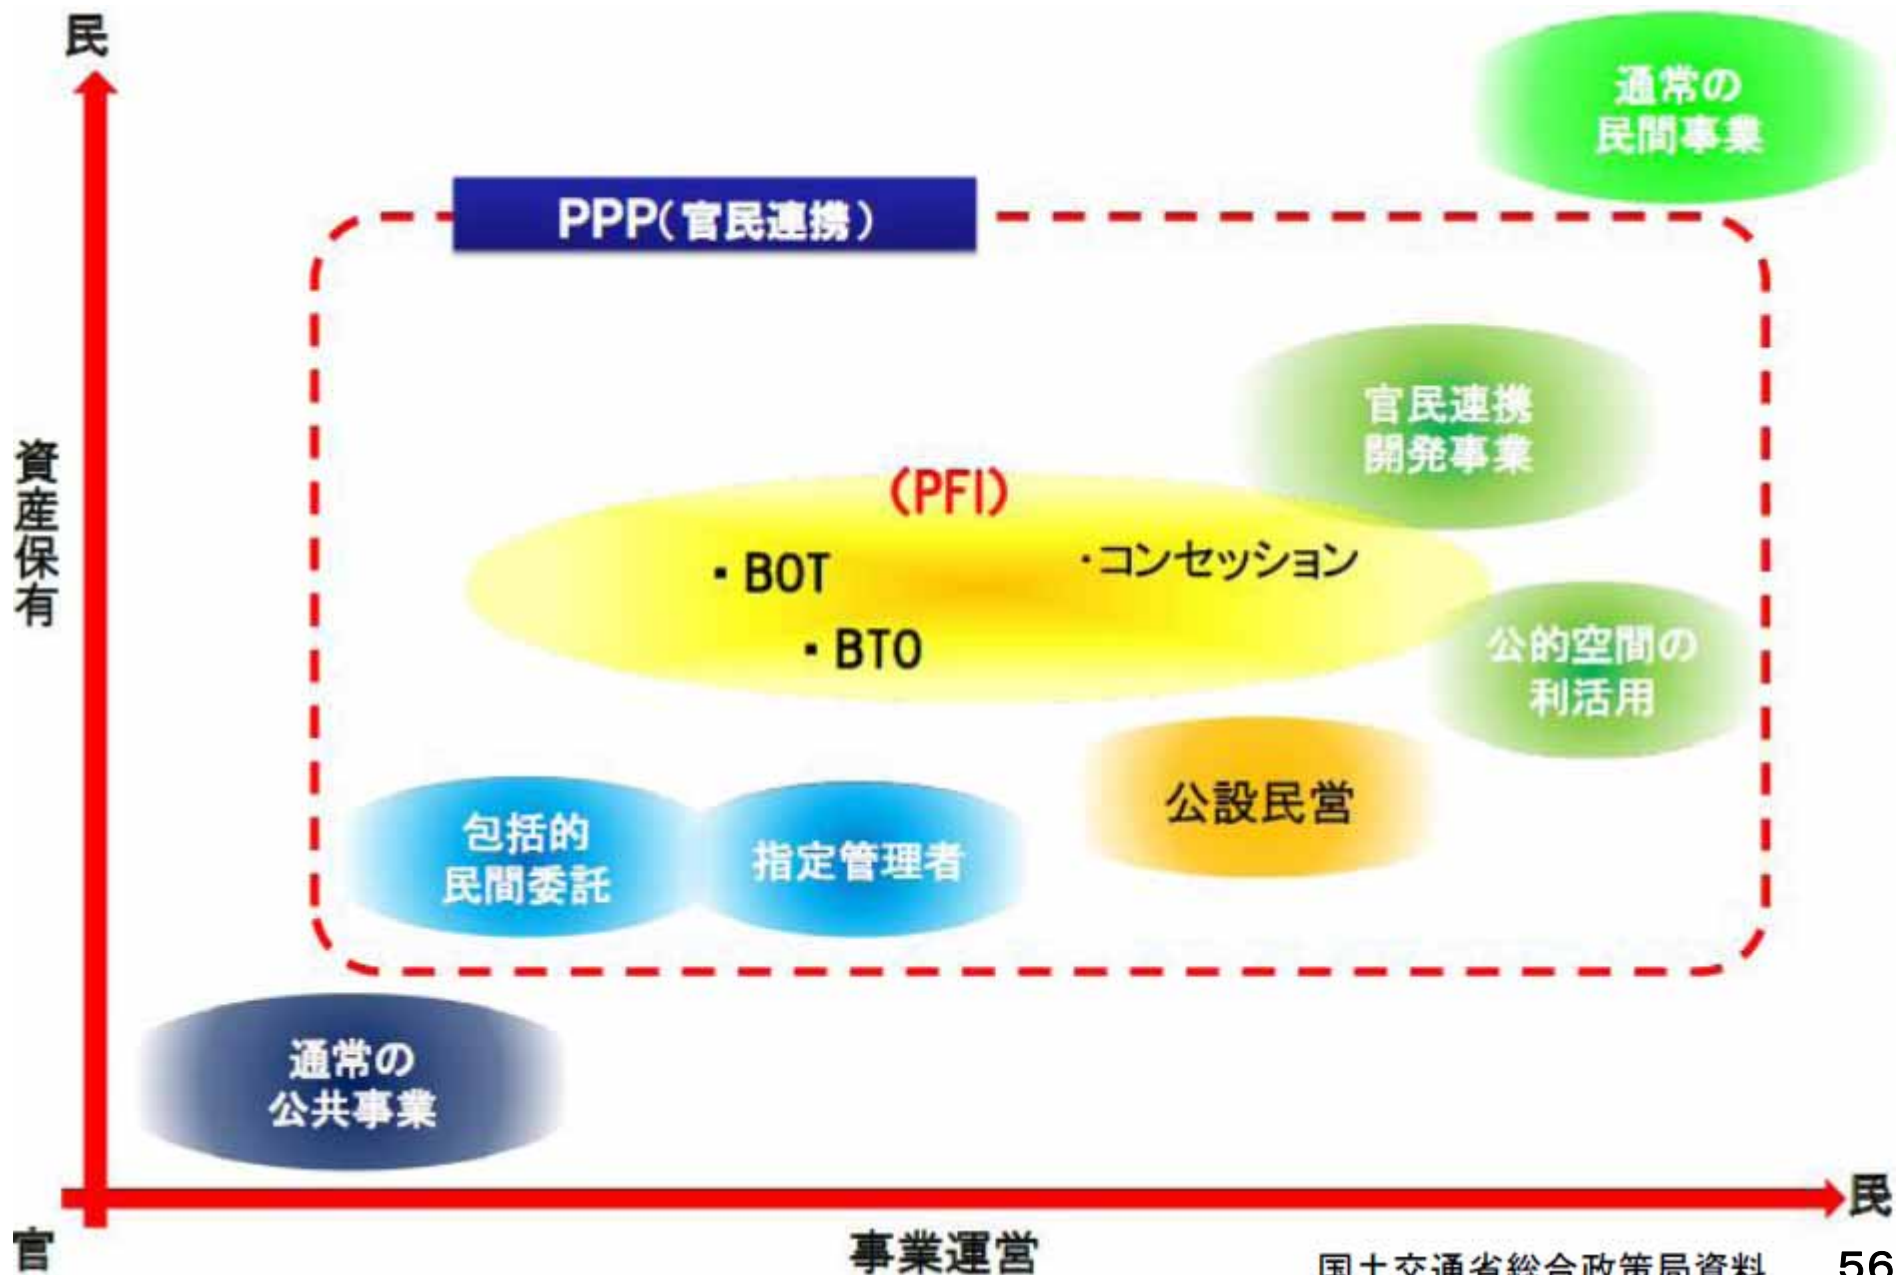 民
通常の
民間事業
PPP(官民連携)
官民連携
開発事業
資産保有
(PFI)
・BOT
・コンセッション
・BTO
公的空間の
利活用
公設民営
包括的
民間委託
指定管理者
通常の
公共事業
民
官
事業運営
国土交通省総合政策局資料
56